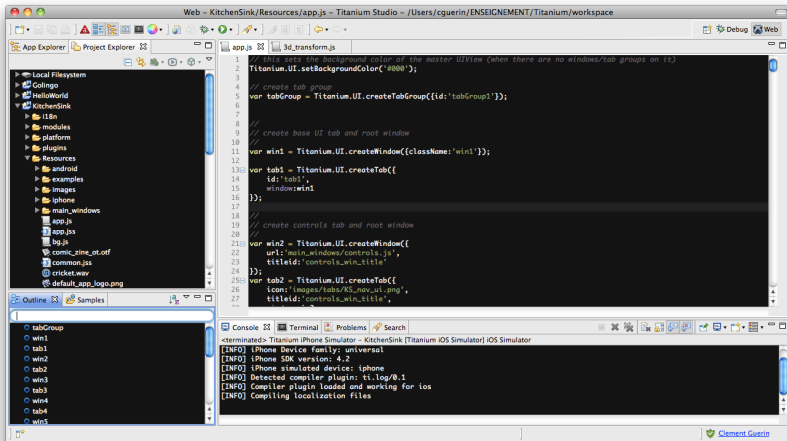 Web - KitchenSink/Resources/app.js - Titanium Studio - /Users/cguerin/ENSEIGNEMENT/Titanium/workspace
Debug Web
App Explorer Project Explorer
Local Filesystem
Golingo
HelloWorld
KitchenSink
i18n
modules
platform
plugins
Resources
android
examples
images
iphone
main_windows
app.js
app.jss
bg.js
comic_zine_ot.otf
common.jss
cricket.wav
default_app_logo.png
app.js 3d_transform.js
1 // this sets the background color of the master UIView (when there are no windows/tab groups on it)
2 Titanium.UI.setBackgroundColor('#000');
3
4 // create tab group
5 var tabGroup = Titanium.UI.createTabGroup({id:'tabGroup1'});
6
7
8 //
9 // create base UI tab and root window
10 //
11 var win1 = Titanium.UI.createWindow({className:'win1'});
12
13 var tab1 = Titanium.UI.createTab({
14 id:'tab1',
15 window:win1
16 });
17
18 //
19 // create controls tab and root window
20 //
21 var win2 = Titanium.UI.createWindow({
22 url:'main_windows/controls.js',
23 titleid:'controls_win_title'
24 });
25 var tab2 = Titanium.UI.createTab({
26 icon:'images/tabs/KS_nav_ui.png',
27 titleid:'controls_win_title',
Outline Samples
tabGroup
win1
tab1
win2
tab2
win3
tab3
win4
tab4
win5
Console Terminal Problems Search
<terminated> Titanium iPhone Simulator - KitchenSink [Titanium iOS Simulator] iOS Simulator
[INFO] iPhone Device family: universal
[INFO] iPhone SDK version: 4.2
[INFO] iPhone simulated device: iphone
[INFO] Detected compiler plugin: ti.log/0.1
[INFO] Compiler plugin loaded and working for ios
[INFO] Compiling localization files
Clement Guerin